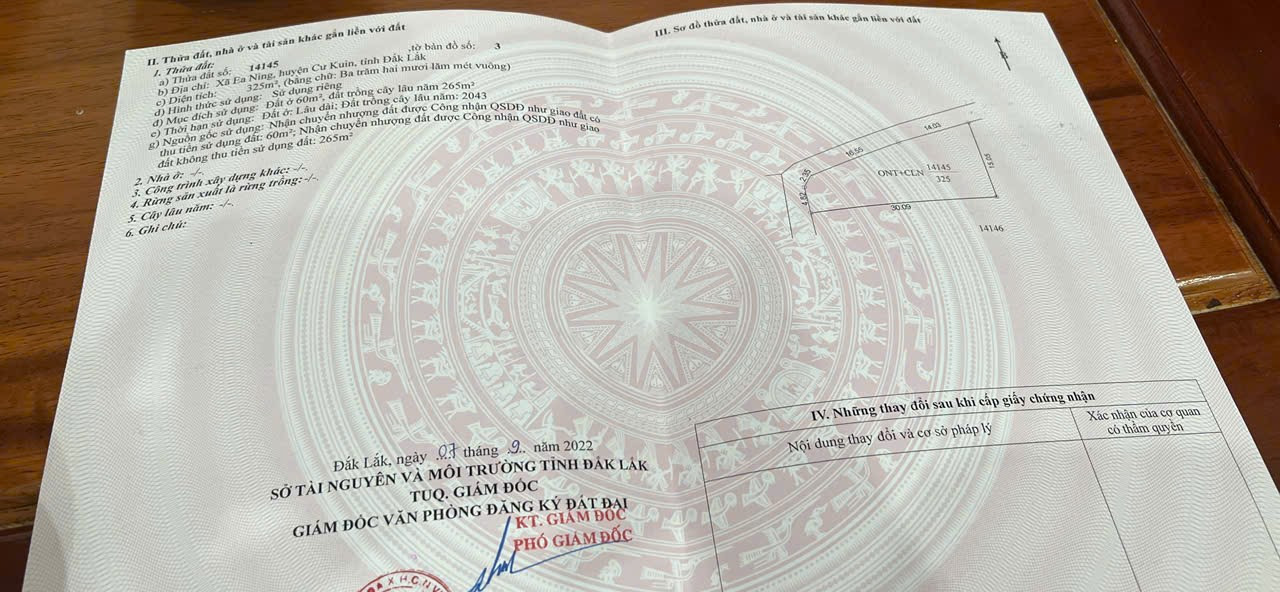 II. Thửa đất, nhà ở và tài sản khác gắn liền với đất
1. Thửa đất:
a) Thửa đất số: 14145 ,tờ bản đồ số: 3
b) Địa chỉ: Xã Ea Ning, huyện Cư Kuin, tỉnh Đắk Lắk
c) Diện tích: 325m², (bằng chữ: Ba trăm hai mươi lăm mét vuông)
d) Hình thức sử dụng: Sử dụng riêng
đ) Mục đích sử dụng: Đất ở 60m², đất trồng cây lâu năm 265m²
e) Thời hạn sử dụng: Đất ở: Lâu dài; Đất trồng cây lâu năm: 2043
g) Nguồn gốc sử dụng: Nhận chuyển nhượng đất được Công nhận QSDĐ như giao đất có
thu tiền sử dụng đất: 60m²; Nhận chuyển nhượng đất được Công nhận QSDĐ như giao
đất không thu tiền sử dụng đất: 265m²
2. Nhà ở: -/-.
3. Công trình xây dựng khác: -/-.
4. Rừng sản xuất là rừng trồng: -/-.
5. Cây lâu năm: -/-.
6. Ghi chú:
Đắk Lắk, ngày 07 tháng 9 năm 2022
SỞ TÀI NGUYÊN VÀ MÔI TRƯỜNG TỈNH ĐẮK LẮK
TUQ. GIÁM ĐỐC
GIÁM ĐỐC VĂN PHÒNG ĐĂNG KÝ ĐẤT ĐAI
KT. GIÁM ĐỐC
PHÓ GIÁM ĐỐC
III. Sơ đồ thửa đất, nhà ở và tài sản khác gắn liền với đất
14.03
16.55
15.05
2.35
4.82
ONT+CLN 14145
325
30.09
14146
IV. Những thay đổi sau khi cấp giấy chứng nhận
Nội dung thay đổi và cơ sở pháp lý
Xác nhận của cơ quan
có thẩm quyền